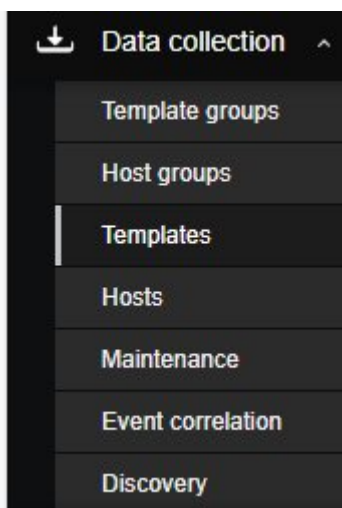 Data collection
Template groups
Host groups
Templates
Hosts
Maintenance
Event correlation
Discovery